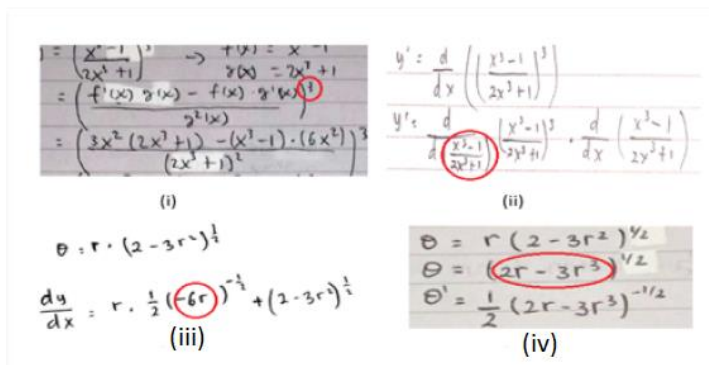 = (x³-1 / 2x³+1)³ → f(x) = x³-1
g(x) = 2x³+1
= (f'(x) g(x) - f(x) · g'(x) / g²(x))³
= (3x² (2x³+1) - (x³-1) · (6x²) / (2x³+1)²)³
(i)
y' = d/dx ((x³-1 / 2x³+1)³)
y' = d / d(x³-1 / 2x³+1) (x³-1 / 2x³+1)³ · d/dx (x³-1 / 2x³+1)
(ii)
θ = r · (2-3r²)^½
dy/dx = r · ½ (-6r)^-½ + (2-3r²)^½
(iii)
θ = r (2-3r²)^1/2
θ = (2r-3r³)^1/2
θ' = 1/2 (2r-3r³)^-1/2
(iv)